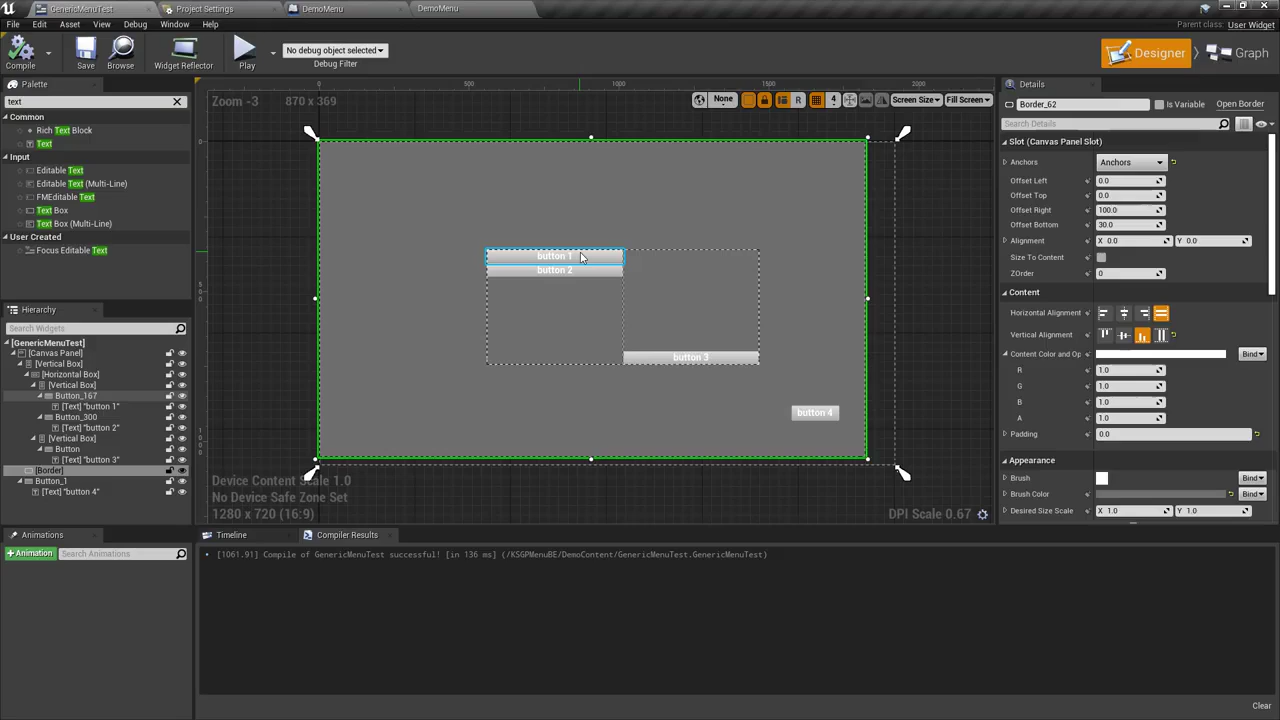 GenericMenuTest
Project Settings
DemoMenu
DemoMenu
File Edit Asset View Debug Window Help
Parent class: User Widget
Compile
Save
Browse
Widget Reflector
Play
No debug object selected
Debug Filter
Designer
Graph
Palette
text
Common
Rich Text Block
Text
Input
Editable Text
Editable Text (Multi-Line)
FMEditable Text
Text Box
Text Box (Multi-Line)
User Created
Focus Editable Text
Hierarchy
Search Widgets
[GenericMenuTest]
[Canvas Panel]
[Vertical Box]
[Horizontal Box]
[Vertical Box]
Button_167
[Text] "button 1"
Button_300
[Text] "button 2"
[Vertical Box]
Button
[Text] "button 3"
[Border]
Button_1
[Text] "button 4"
Animations
+Animation
Search Animations
Zoom -3
870 x 369
0
500
1000
1500
2000
None
R
4
Screen Size
Fill Screen
button 1
button 2
button 3
button 4
Device Content Scale 1.0
No Device Safe Zone Set
1280 x 720 (16:9)
DPI Scale 0.67
Details
Border_62
Is Variable
Open Border
Search Details
Slot (Canvas Panel Slot)
Anchors
Anchors
Offset Left 0.0
Offset Top 0.0
Offset Right 100.0
Offset Bottom 30.0
Alignment X 0.0 Y 0.0
Size To Content
ZOrder 0
Content
Horizontal Alignment
Vertical Alignment
Content Color and Op
Bind
R 1.0
G 1.0
B 1.0
A 1.0
Padding 0.0
Appearance
Brush
Bind
Brush Color
Bind
Desired Size Scale X 1.0 Y 1.0
Timeline
Compiler Results
[1061.91] Compile of GenericMenuTest successful! [in 136 ms] (/KSGPMenuBE/DemoContent/GenericMenuTest.GenericMenuTest)
Clear